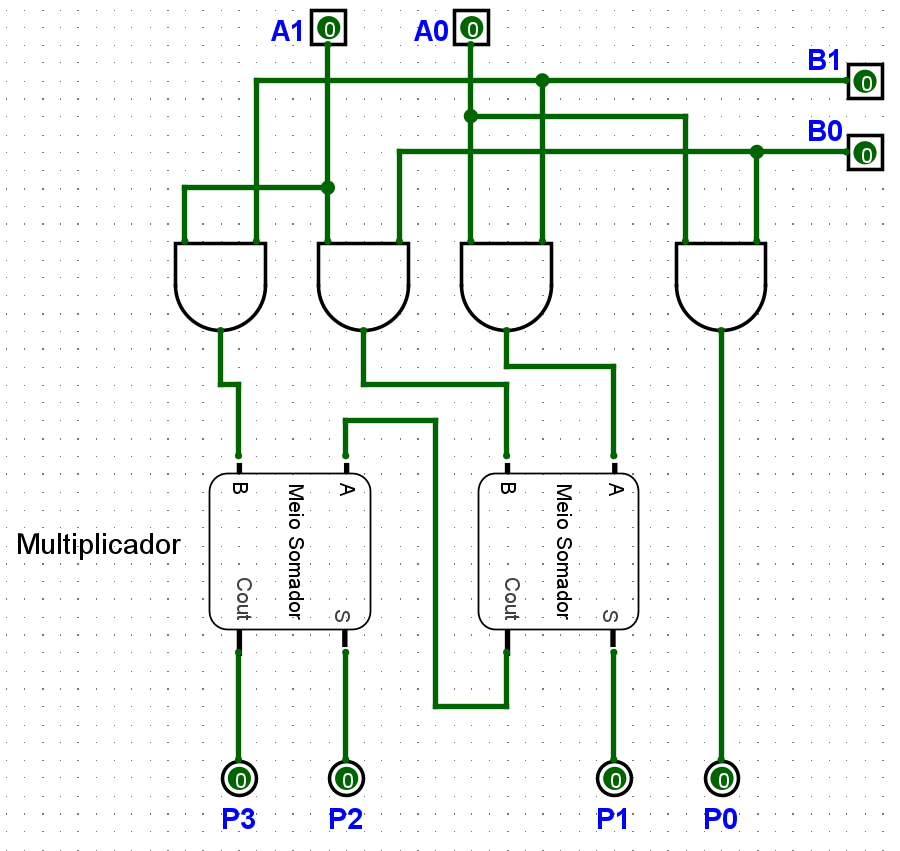 A1 0
A0 0
B1 0
B0 0
Multiplicador
B A
Meio Somador
Cout S
B A
Meio Somador
Cout S
0 0 0 0
P3 P2 P1 P0